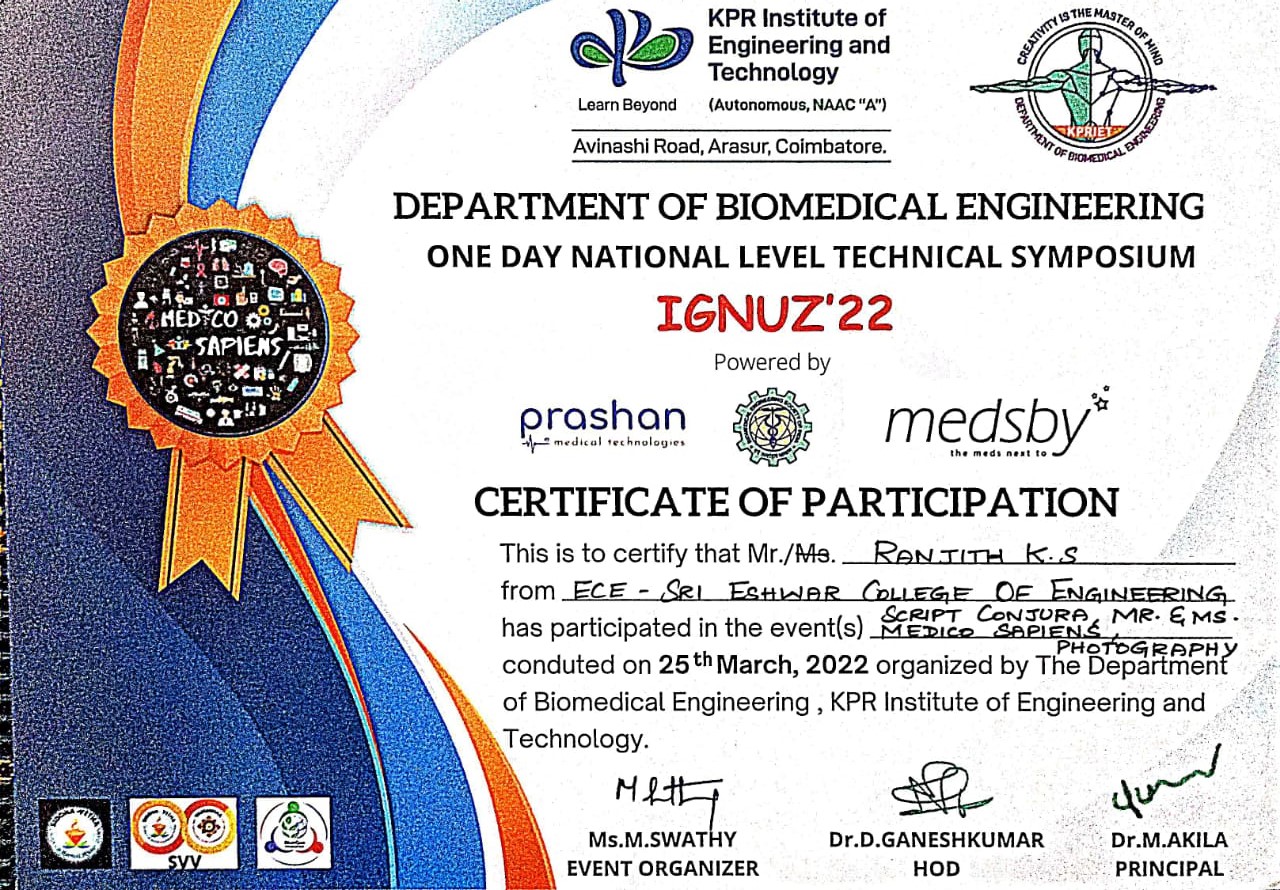 KPR Institute of
Engineering and
Technology
Learn Beyond (Autonomous, NAAC "A")
Avinashi Road, Arasur, Coimbatore.
CREATIVITY IS THE MASTER OF MIND
KPRIET
DEPARTMENT OF BIOMEDICAL ENGINEERING
DEPARTMENT OF BIOMEDICAL ENGINEERING
ONE DAY NATIONAL LEVEL TECHNICAL SYMPOSIUM
IGNUZ'22
MEDICO
SAPIENS
Powered by
prashan
medical technologies
medsby
the meds next to
CERTIFICATE OF PARTICIPATION
This is to certify that Mr./Ms. RANJITH K.S
from ECE - SRI ESHWAR COLLEGE OF ENGINEERING
has participated in the event(s) SCRIPT CONJURA, MR. & MS.
MEDICO SAPIENS,
PHOTOGRAPHY
conduted on 25th March, 2022 organized by The Department
of Biomedical Engineering , KPR Institute of Engineering and
Technology.
Ms.M.SWATHY
EVENT ORGANIZER
Dr.D.GANESHKUMAR
HOD
Dr.M.AKILA
PRINCIPAL
SVV